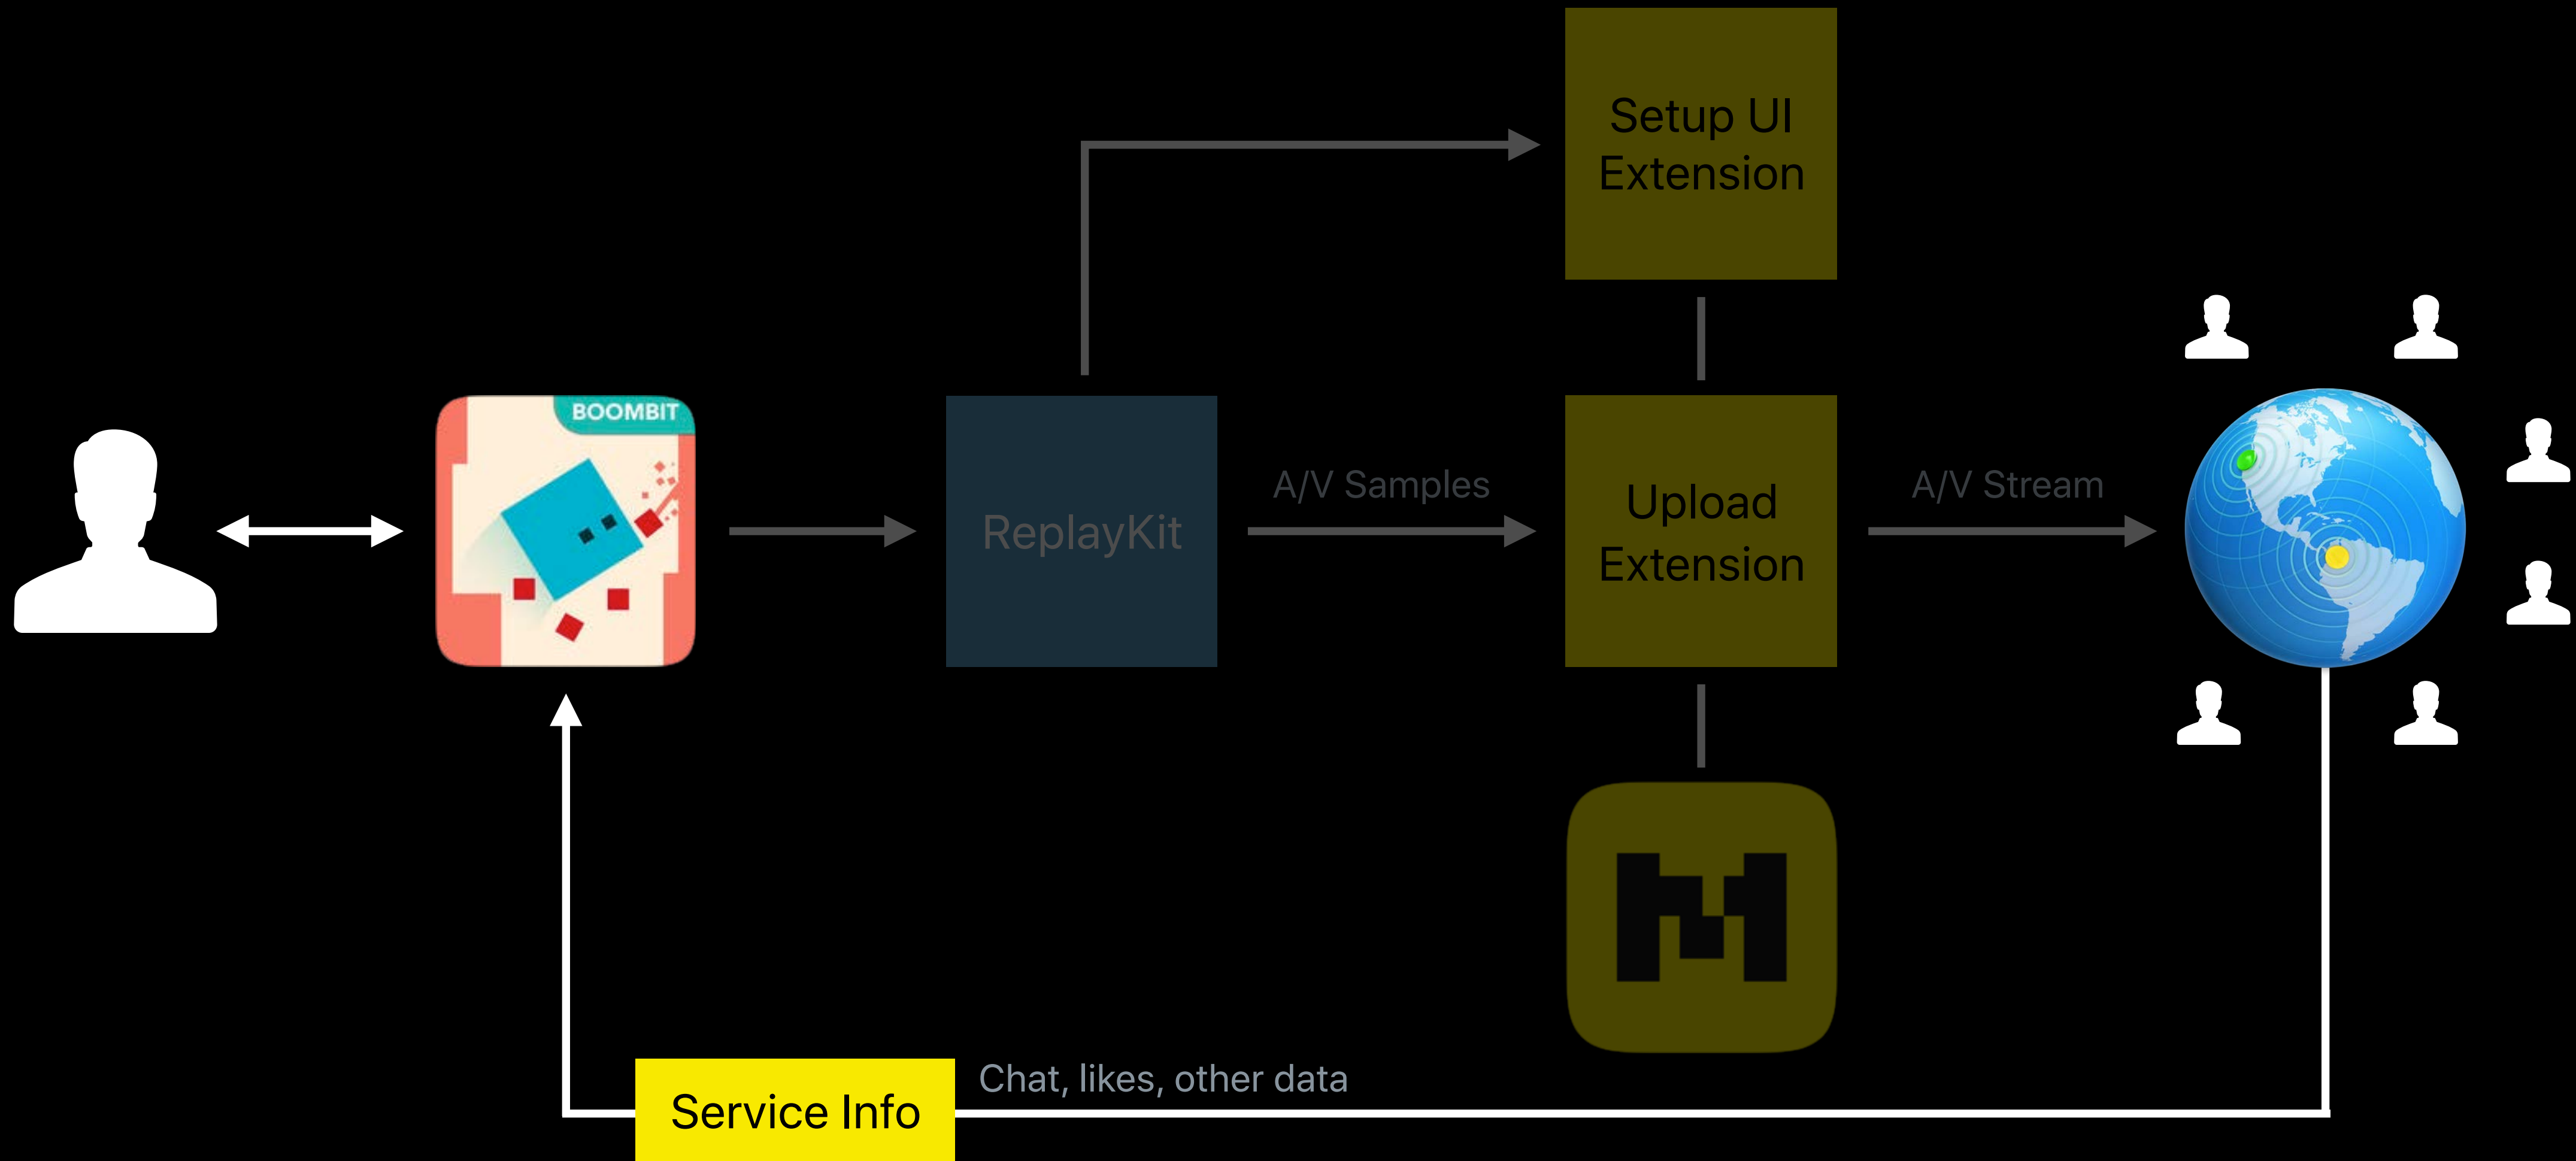 Setup UI
Extension
BOOMBIT
ReplayKit
A/V Samples
Upload
Extension
A/V Stream
Service Info
Chat, likes, other data